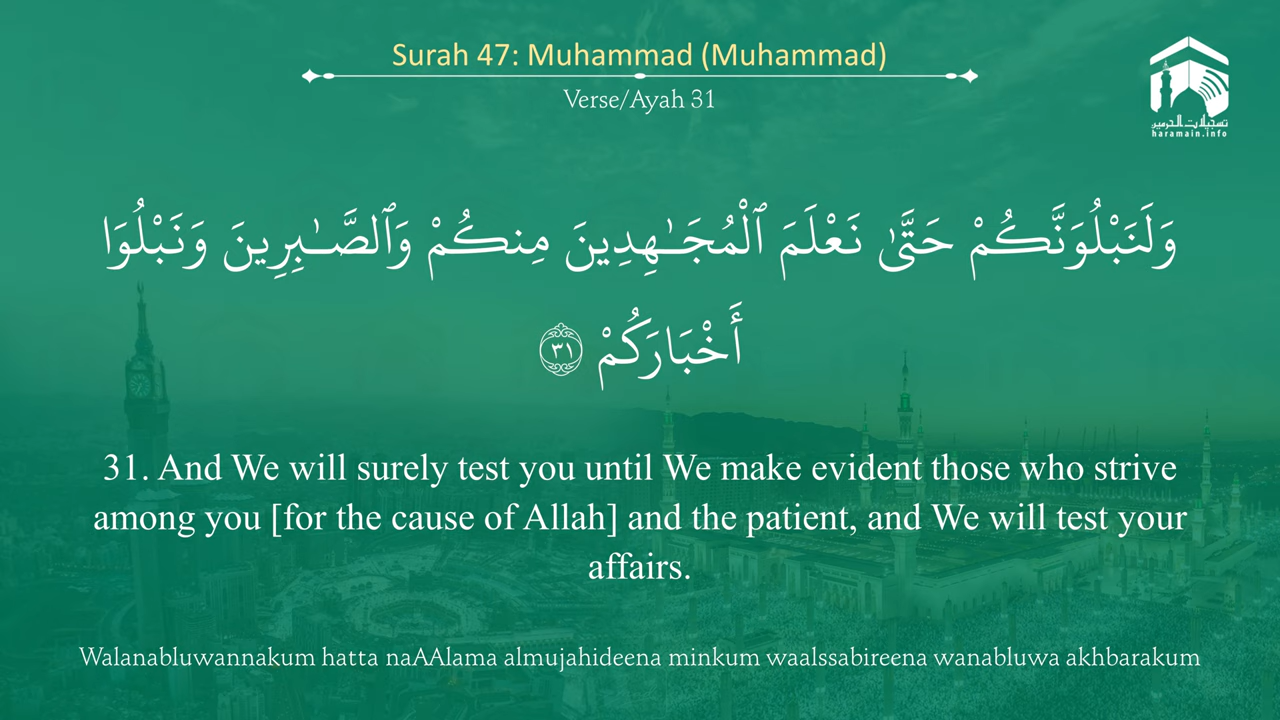 Surah 47: Muhammad (Muhammad)
Verse/Ayah 31
تسجيلات الحرمين
haramain.info
وَلَنَبْلُوَنَّكُمْ حَتَّىٰ نَعْلَمَ ٱلْمُجَـٰهِدِينَ مِنكُمْ وَٱلصَّـٰبِرِينَ وَنَبْلُوَا۟
أَخْبَارَكُمْ ٣١
31. And We will surely test you until We make evident those who strive
among you [for the cause of Allah] and the patient, and We will test your
affairs.
Walanabluwannakum hatta naAAlama almujahideena minkum waalssabireena wanabluwa akhbarakum